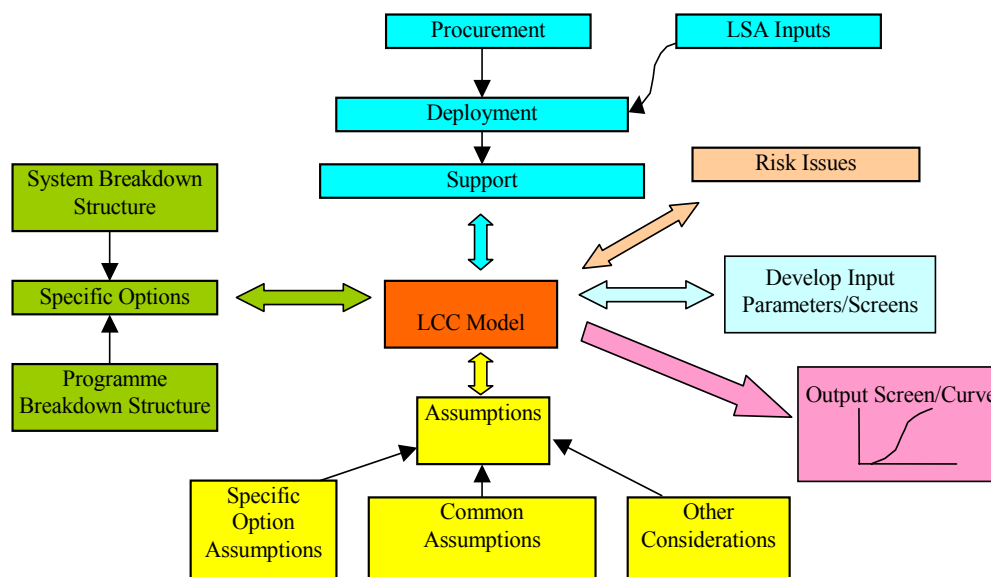 Procurement
LSA Inputs
Deployment
Support
Risk Issues
System Breakdown
Structure
Specific Options
Programme
Breakdown Structure
LCC Model
Develop Input
Parameters/Screens
Output Screen/Curve
Assumptions
Specific
Option
Assumptions
Common
Assumptions
Other
Considerations